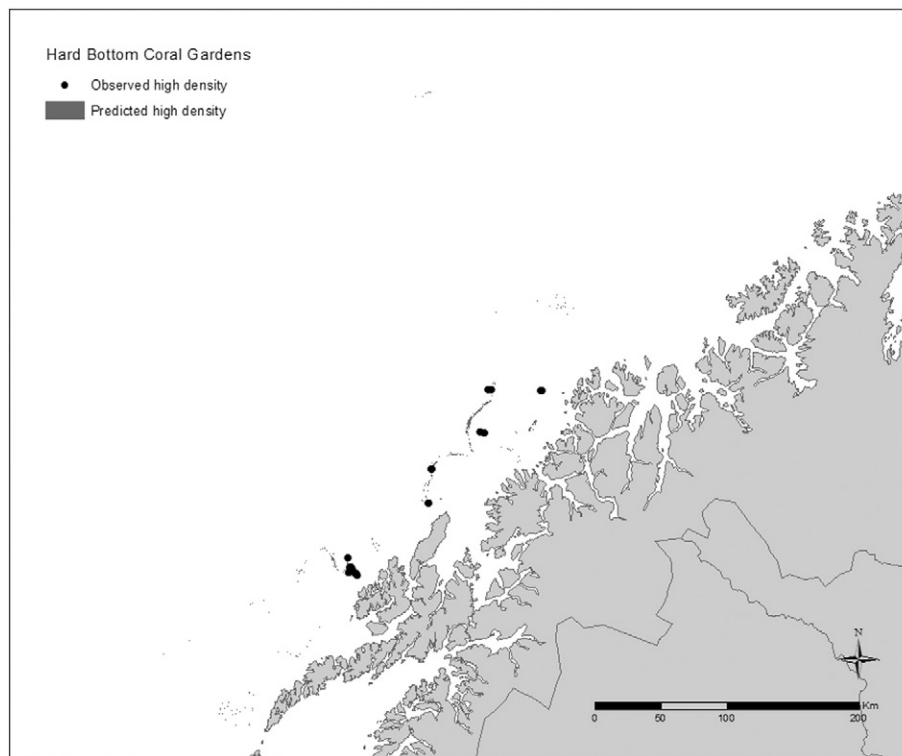 Hard Bottom Coral Gardens
Observed high density
Predicted high density
N
Km
0 50 100 200